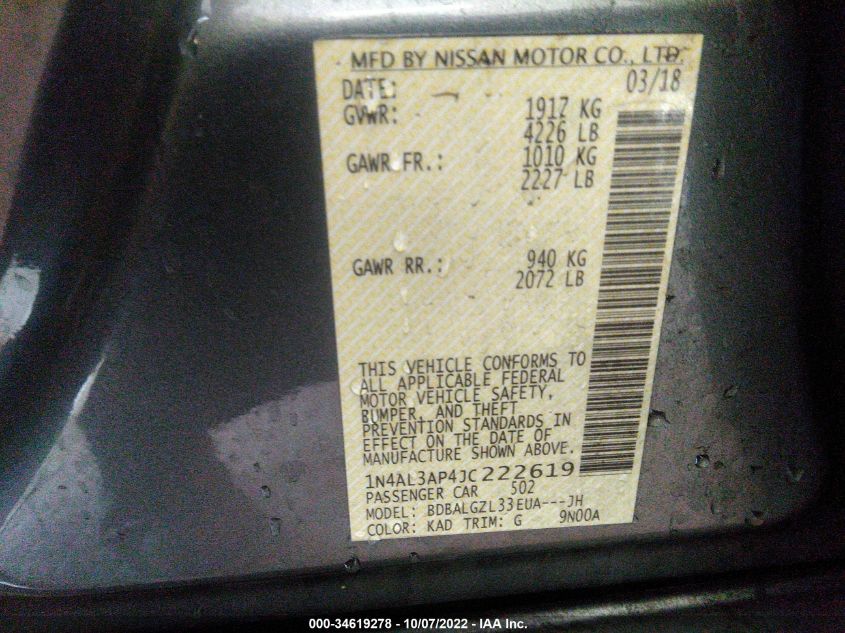 MFD BY NISSAN MOTOR CO., LTD.
DATE: 03/18
GVWR: 1917 KG
4226 LB
GAWR FR.: 1010 KG
2227 LB
GAWR RR.: 940 KG
2072 LB
THIS VEHICLE CONFORMS TO
ALL APPLICABLE FEDERAL
MOTOR VEHICLE SAFETY,
BUMPER, AND THEFT
PREVENTION STANDARDS IN
EFFECT ON THE DATE OF
MANUFACTURE SHOWN ABOVE.
1N4AL3AP4JC222619
PASSENGER CAR 502
MODEL: BDBALGZL33EUA---JH
COLOR: KAD TRIM: G 9N00A
000-34619278 - 10/07/2022 - IAA Inc.